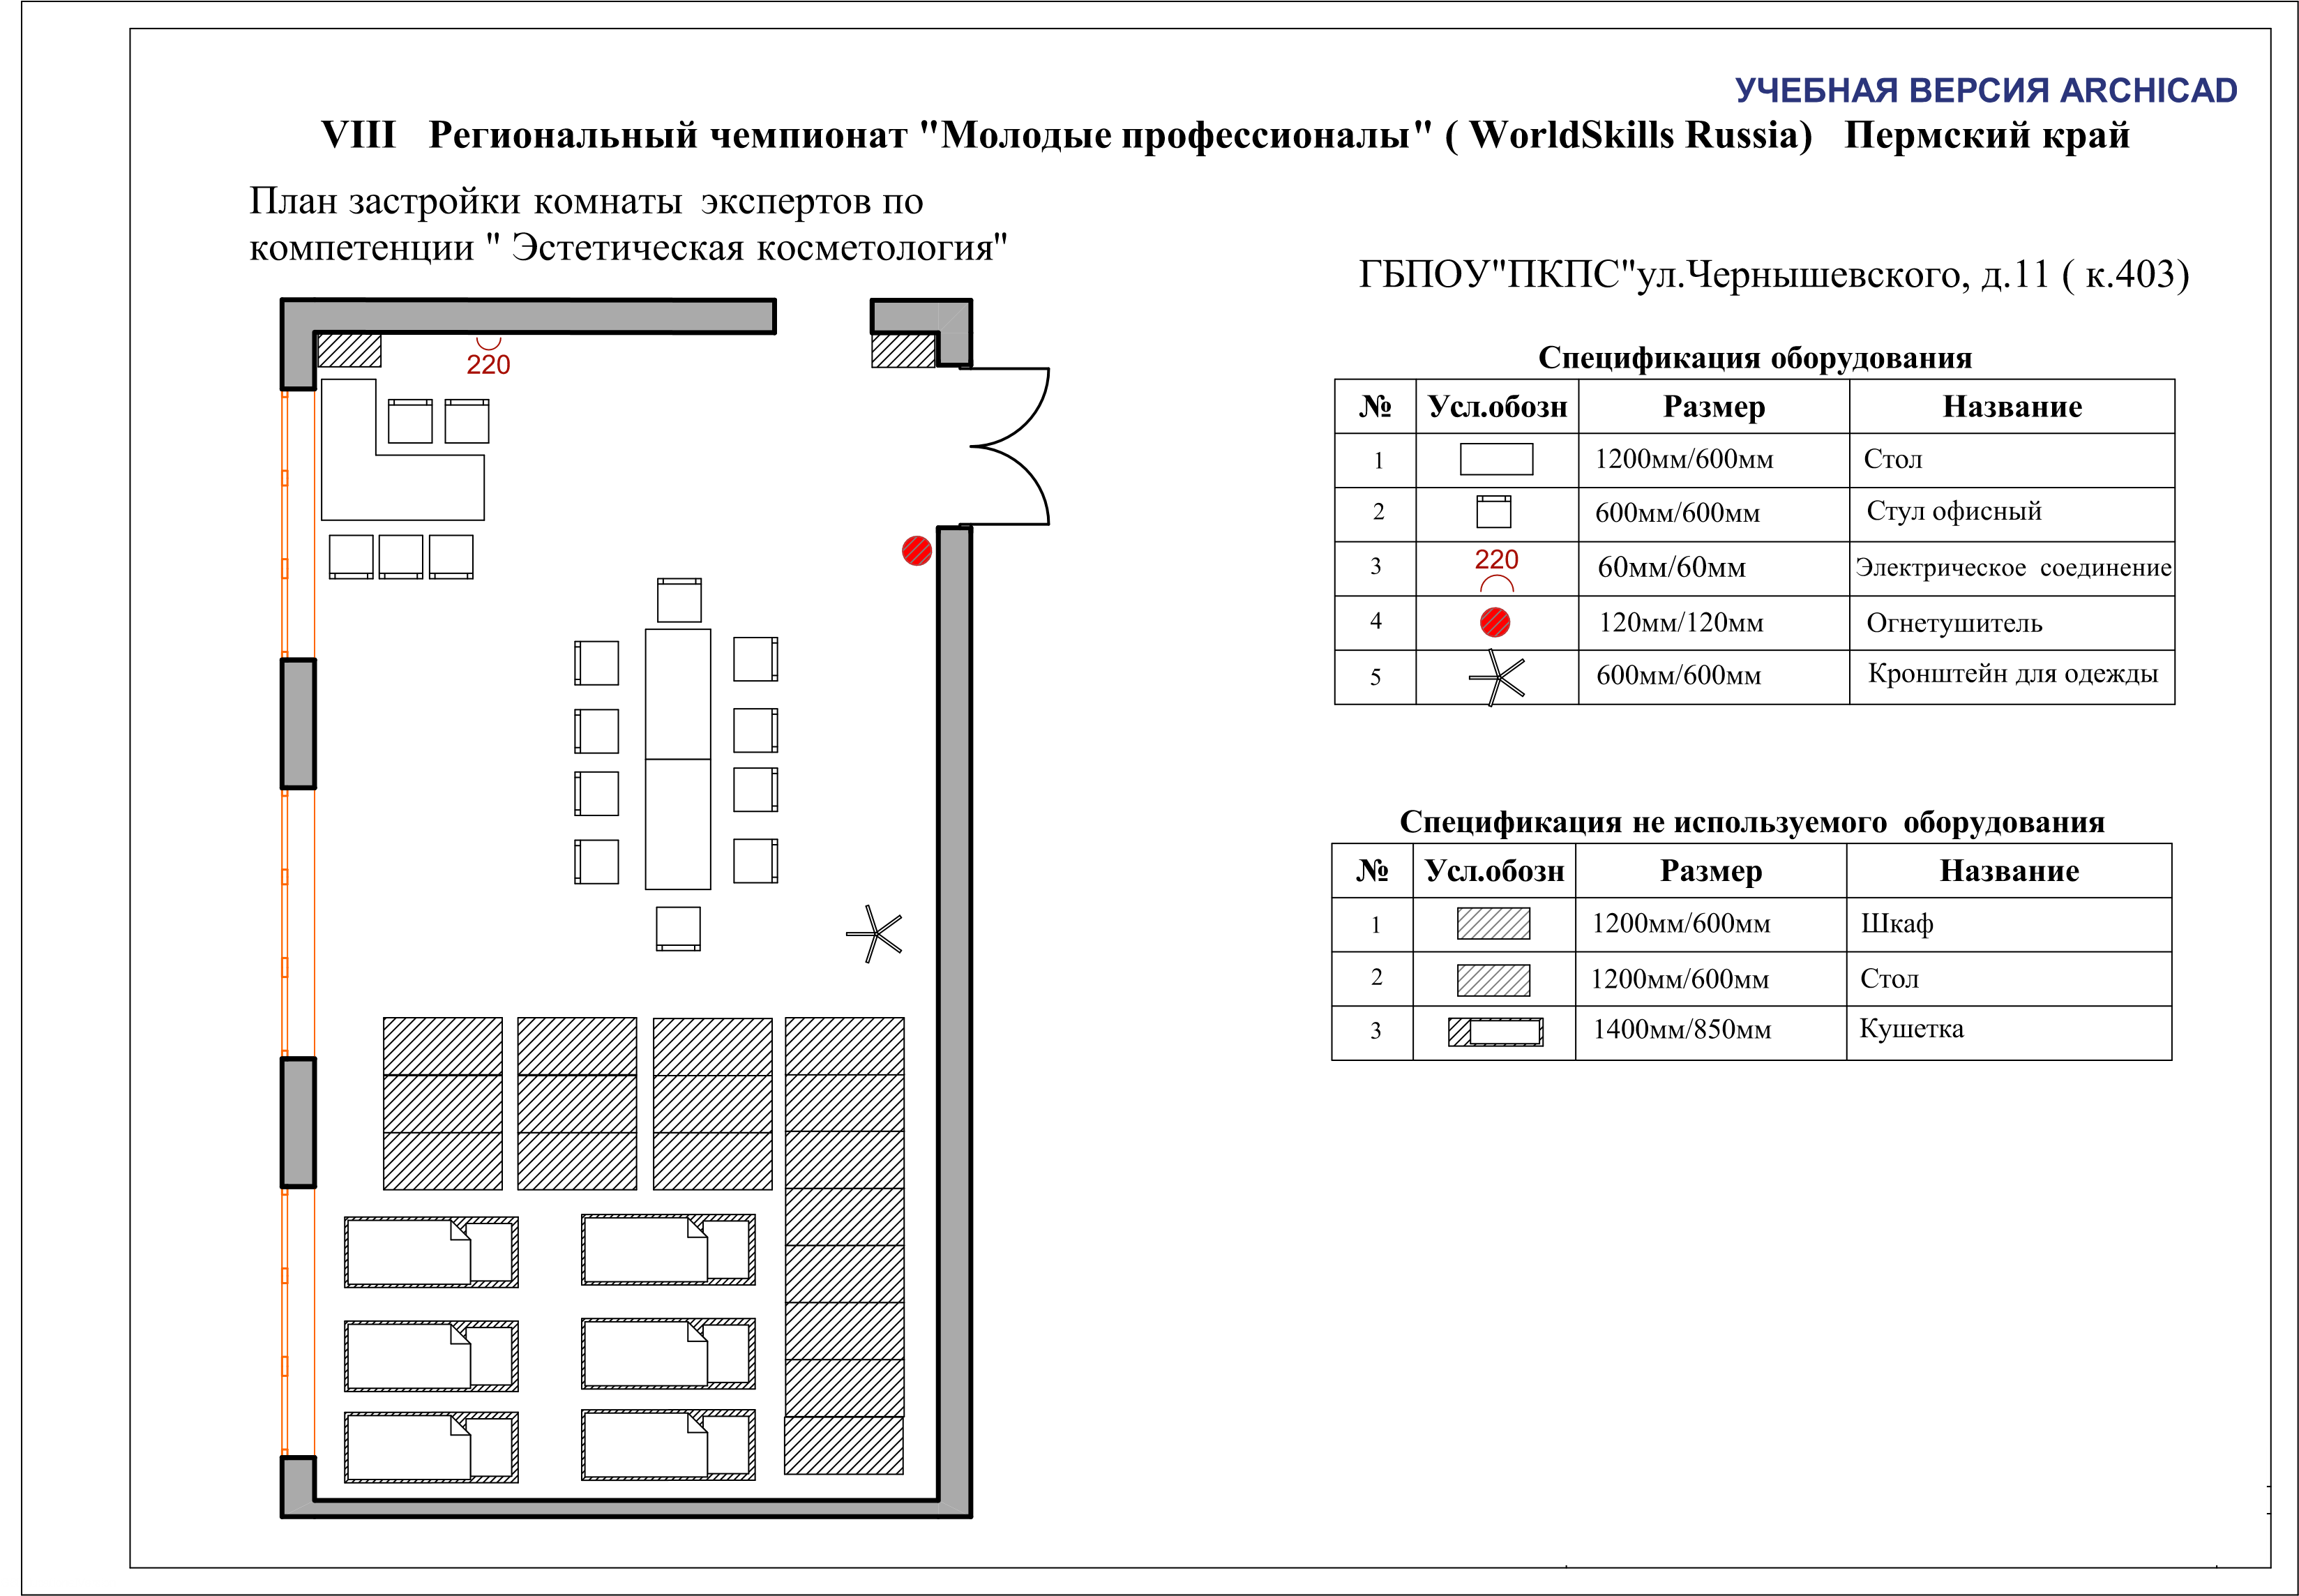 УЧЕБНАЯ ВЕРСИЯ ARCHICAD
VIII Региональный чемпионат "Молодые профессионалы" ( WorldSkills Russia) Пермский край
План застройки комнаты экспертов по
компетенции " Эстетическая косметология"
ГБПОУ"ПКПС"ул.Чернышевского, д.11 ( к.403)
220
Спецификация оборудования
№ Усл.обозн Размер Название
1 1200мм/600мм Стол
2 600мм/600мм Стул офисный
3 220 60мм/60мм Электрическое соединение
4 120мм/120мм Огнетушитель
5 600мм/600мм Кронштейн для одежды
Спецификация не используемого оборудования
№ Усл.обозн Размер Название
1 1200мм/600мм Шкаф
2 1200мм/600мм Стол
3 1400мм/850мм Кушетка